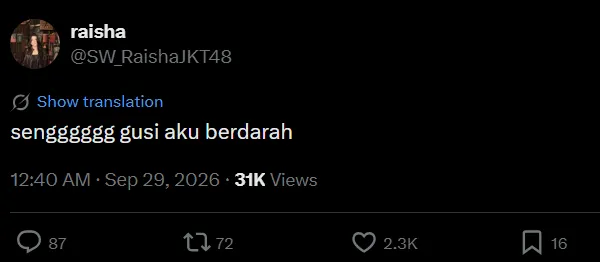 raisha
@SW_RaishaJKT48
Show translation
sengggggg gusi aku berdarah
12:40 AM · Sep 29, 2026 · 31K Views
87 72 2.3K 16